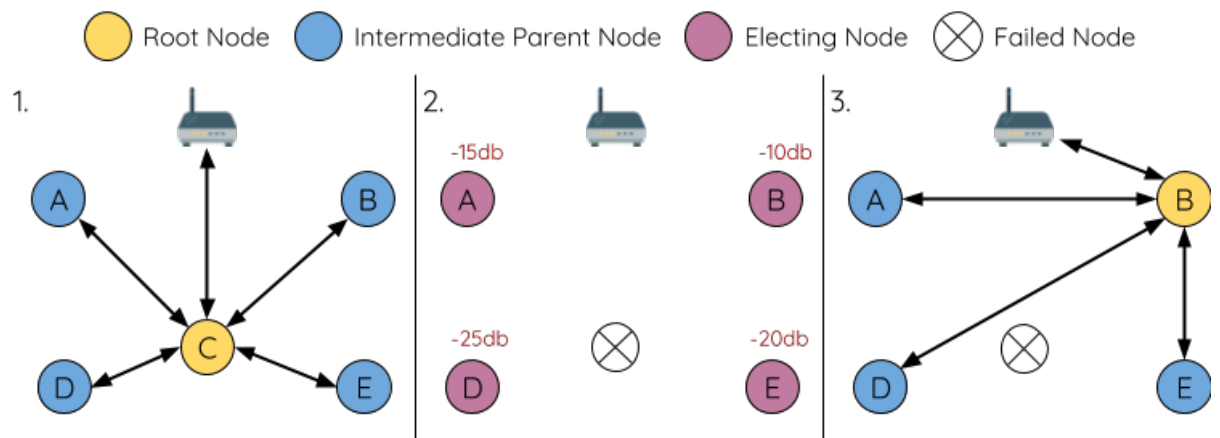 Root Node Intermediate Parent Node Electing Node Failed Node
1.
A B
C
D E
2.
-15db -10db
A B
-25db -20db
D E
3.
A B
D E